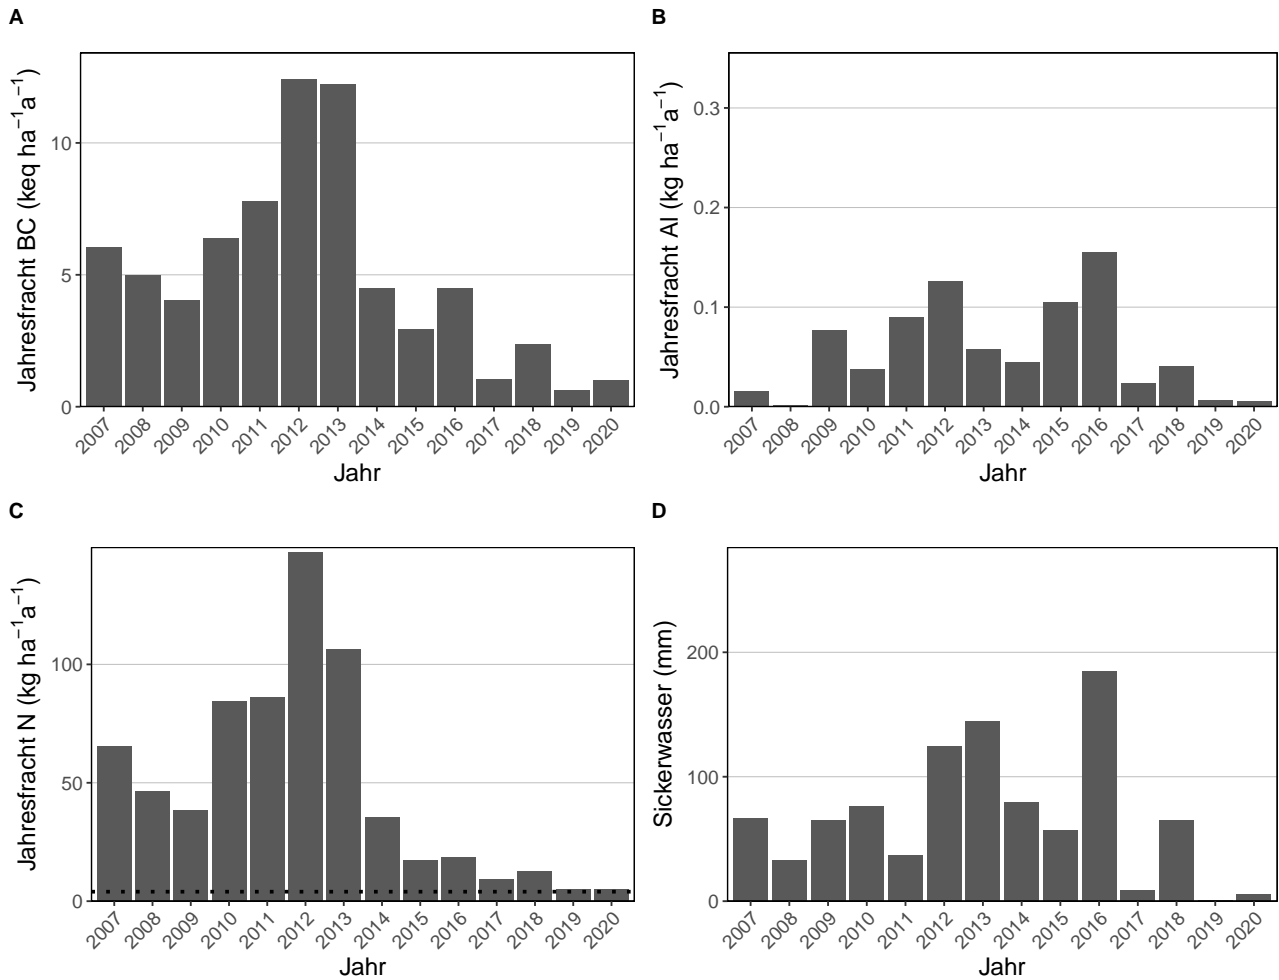 A
Jahresfracht BC (keq ha⁻¹a⁻¹)
10
5
0
2007 2008 2009 2010 2011 2012 2013 2014 2015 2016 2017 2018 2019 2020
Jahr
B
Jahresfracht Al (kg ha⁻¹a⁻¹)
0.3
0.2
0.1
0.0
2007 2008 2009 2010 2011 2012 2013 2014 2015 2016 2017 2018 2019 2020
Jahr
C
Jahresfracht N (kg ha⁻¹a⁻¹)
100
50
0
2007 2008 2009 2010 2011 2012 2013 2014 2015 2016 2017 2018 2019 2020
Jahr
D
Sickerwasser (mm)
200
100
0
2007 2008 2009 2010 2011 2012 2013 2014 2015 2016 2017 2018 2019 2020
Jahr